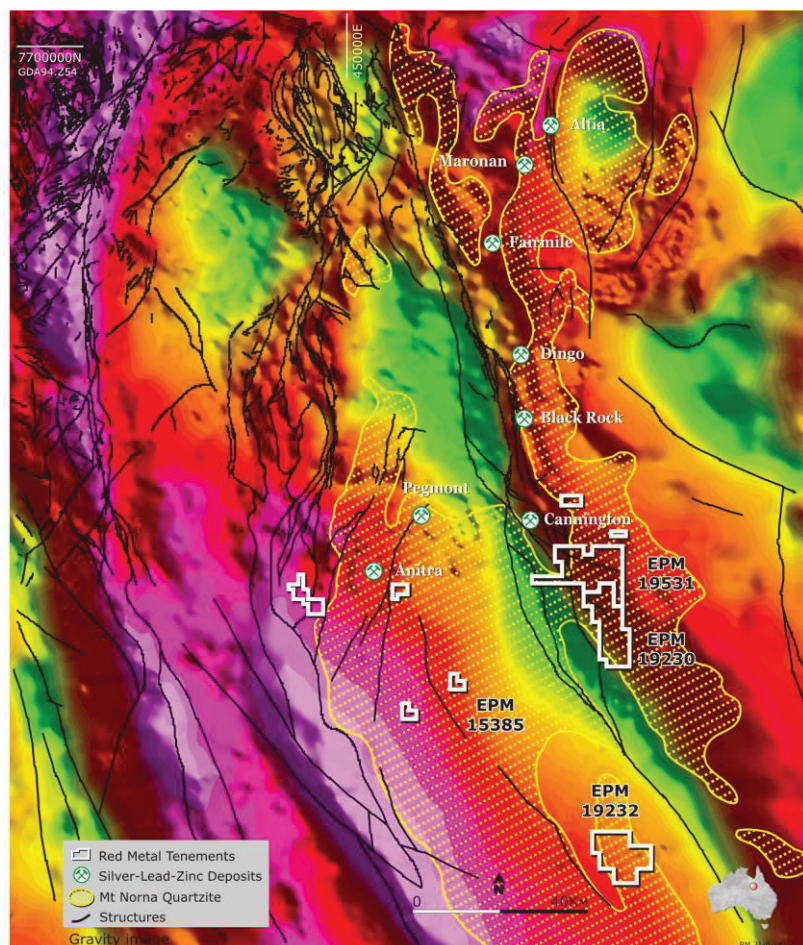 7700000N
GDA94.Z54
450000E
Altia
Maronan
Fairmile
Dingo
Black Rock
Pegmont
Cannington
Anitra
EPM
19531
EPM
19230
EPM
15385
EPM
19232
Red Metal Tenements
Silver-Lead-Zinc Deposits
Mt Norna Quartzite
Structures
Gravity image
N
0
40KM